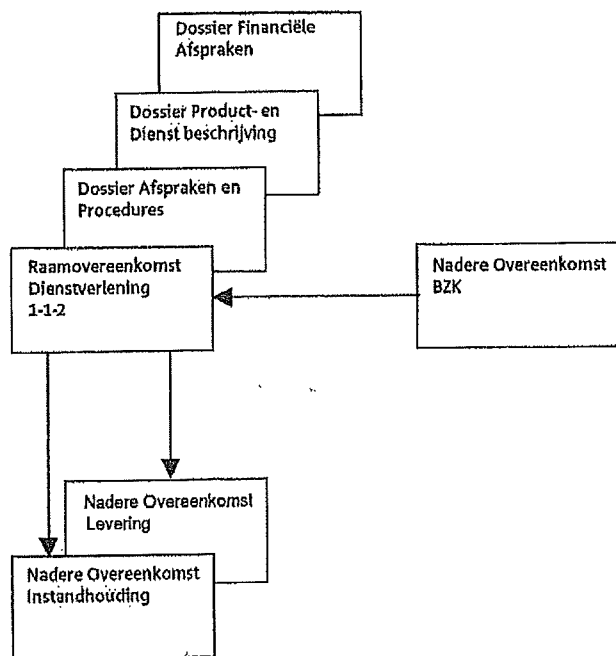 Dossier Financiële
Afspraken
Dossier Product- en
Dienst beschrijving
Dossier Afspraken en
Procedures
Raamovereenkomst
Dienstverlening
1-1-2
Nadere Overeenkomst
BZK
Nadere Overeenkomst
Levering
Nadere Overeenkomst
Instandhouding